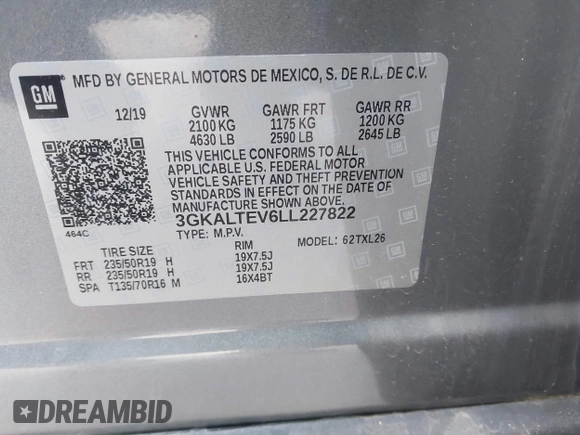 GM
MFD BY GENERAL MOTORS DE MEXICO, S. DE R.L. DE C.V.
12/19 GVWR GAWR FRT GAWR RR
2100 KG 1175 KG 1200 KG
4630 LB 2590 LB 2645 LB
THIS VEHICLE CONFORMS TO ALL
APPLICABLE U.S. FEDERAL MOTOR
VEHICLE SAFETY AND THEFT PREVENTION
STANDARDS IN EFFECT ON THE DATE OF
MANUFACTURE SHOWN ABOVE.
3GKALTEV6LL227822
464C TYPE: M.P.V. MODEL: 62TXL26
TIRE SIZE RIM
FRT 235/50R19 H 19X7.5J
RR 235/50R19 H 19X7.5J
SPA T135/70R16 M 16X4BT
DREAMBID